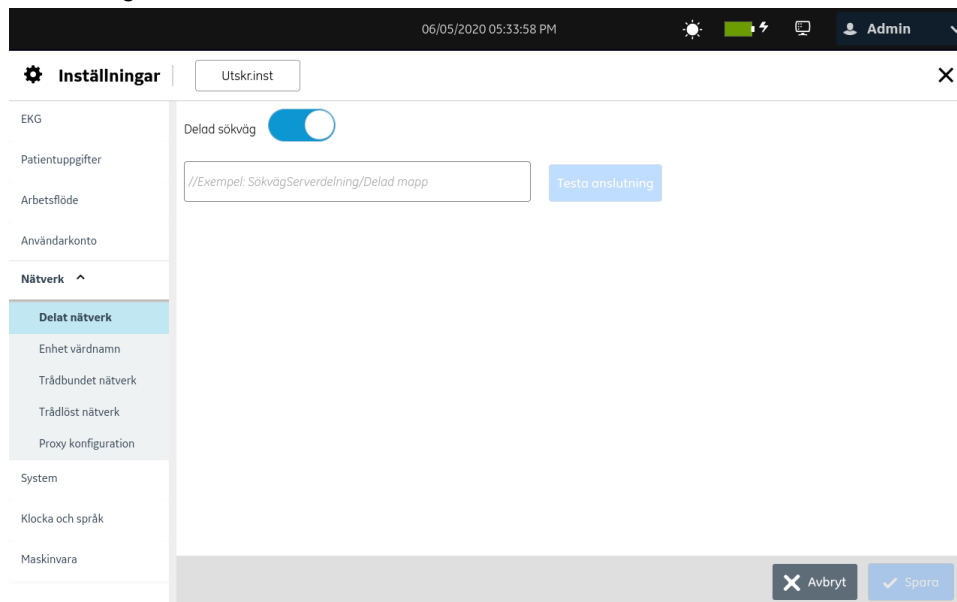 06/05/2020 05:33:58 PM
Admin
Inställningar
Utskr.inst
EKG
Patientuppgifter
Arbetsflöde
Användarkonto
Nätverk
Delat nätverk
Enhet värdnamn
Trådbundet nätverk
Trådlöst nätverk
Proxy konfiguration
System
Klocka och språk
Maskinvara
Delad sökväg
//Exempel: SökvägServerdelning/Delad mapp
Testa anslutning
Avbryt
Spara